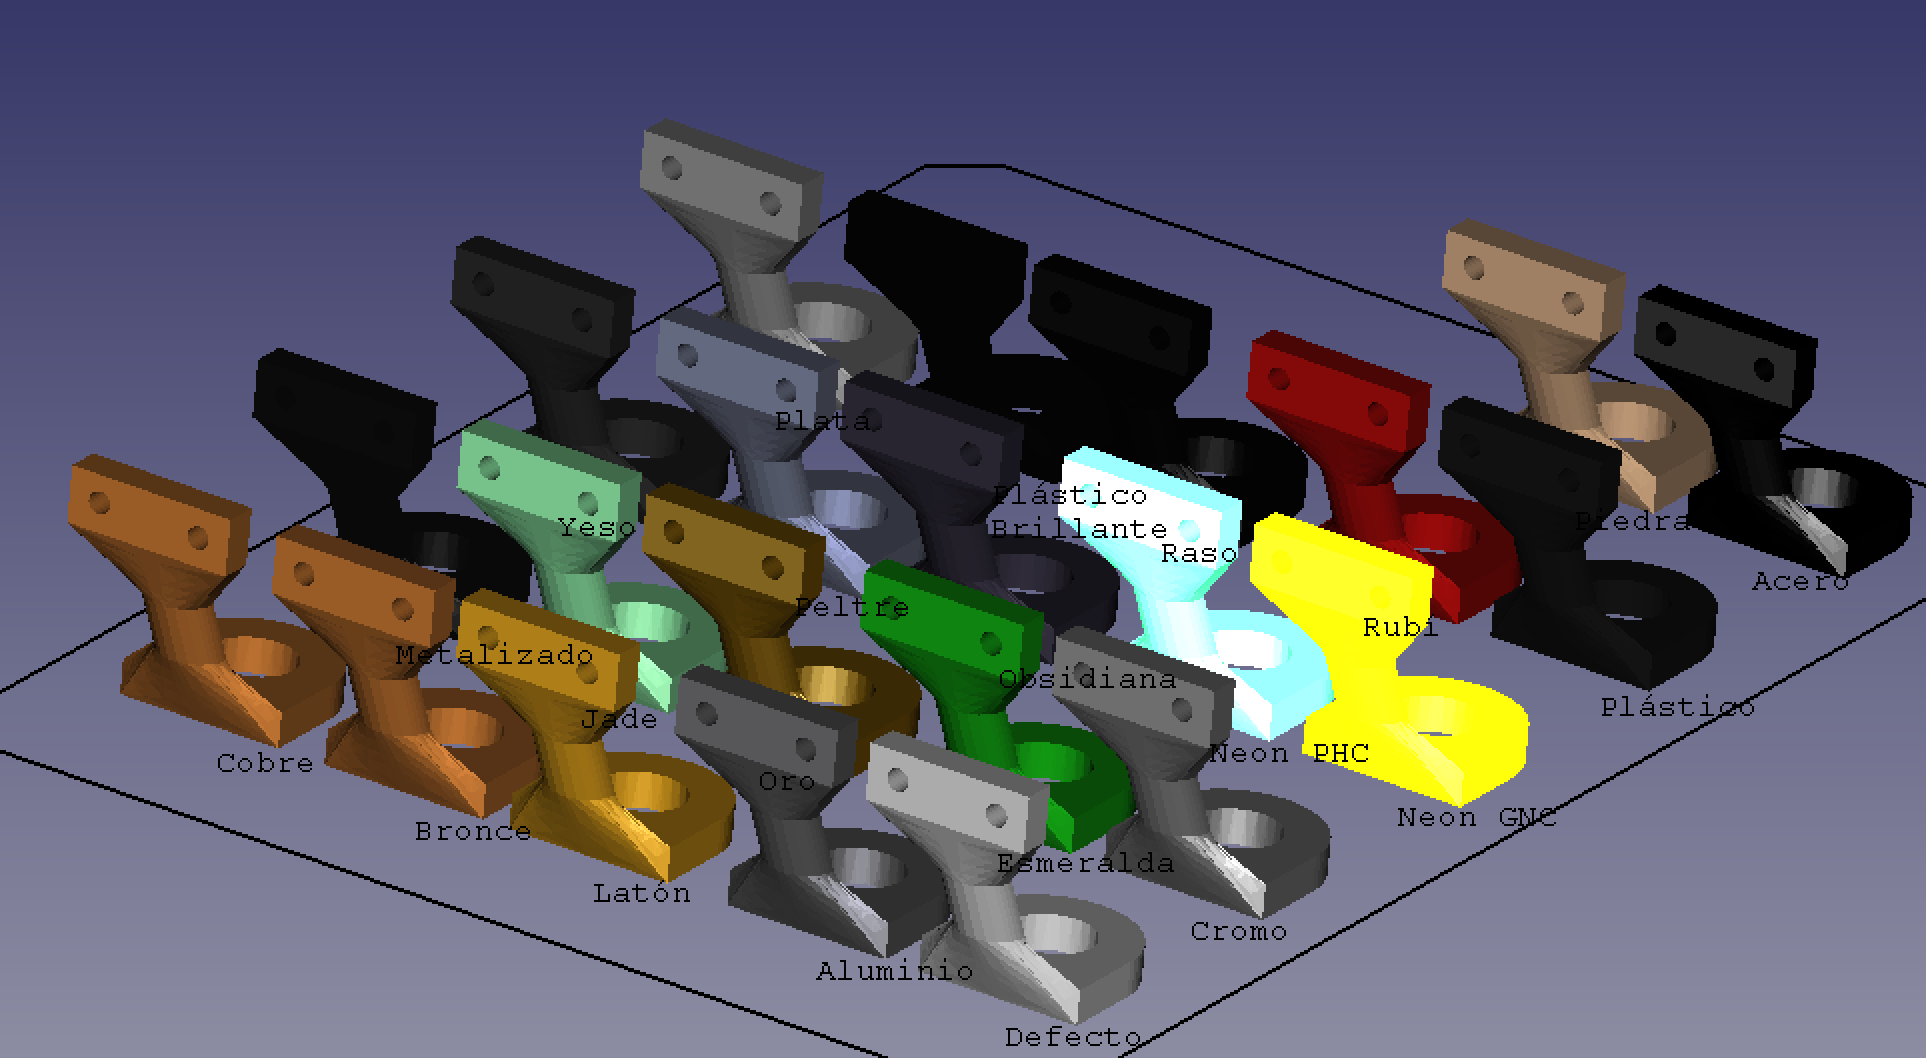 Plata
Plástico
Brillante
Raso
Piedra
Acero
Yeso
Peltre
Rubí
Metalizado
Obsidiana
Plástico
Jade
Neon PHC
Cobre
Oro
Neon GNC
Bronce
Esmeralda
Latón
Cromo
Aluminio
Defecto